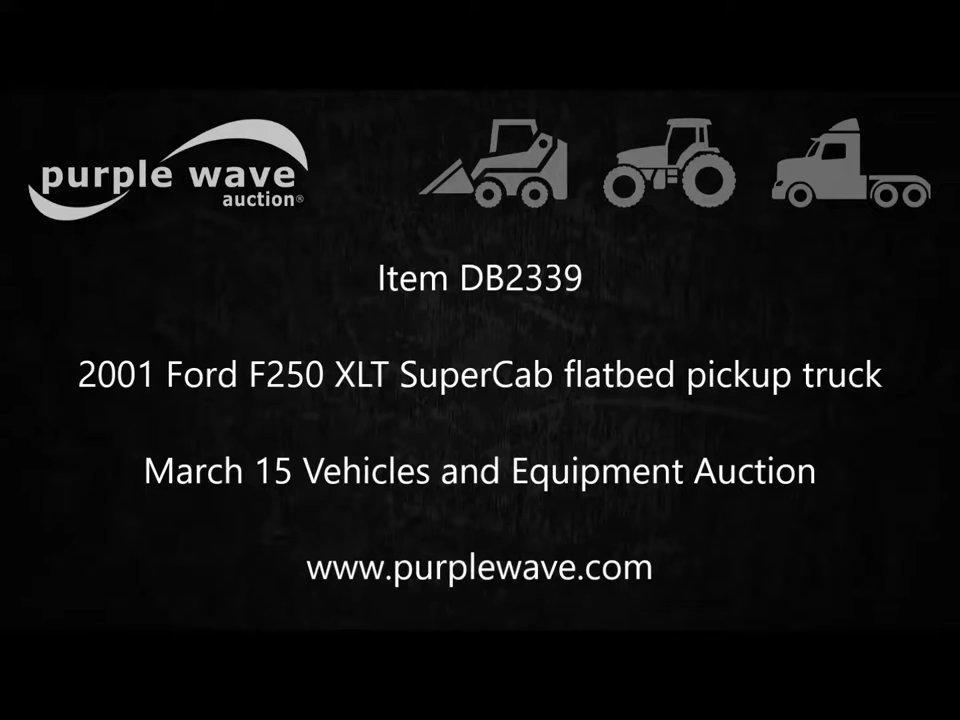 purple wave
auction®
Item DB2339
2001 Ford F250 XLT SuperCab flatbed pickup truck
March 15 Vehicles and Equipment Auction
www.purplewave.com